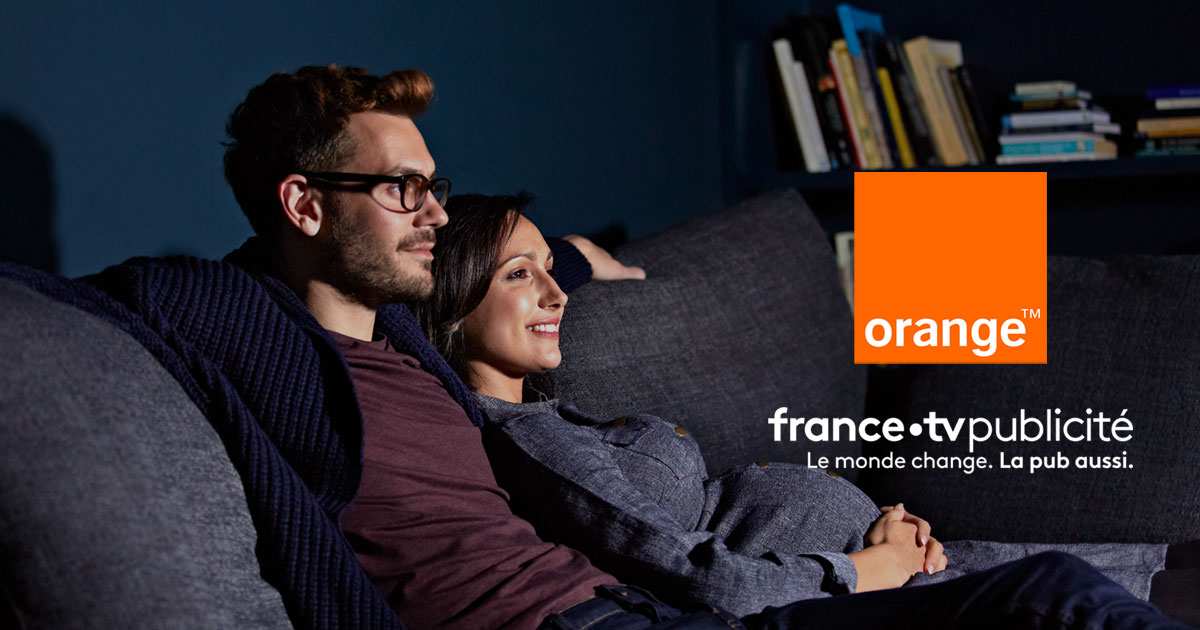 orange™
france•tvpublicité
Le monde change. La pub aussi.